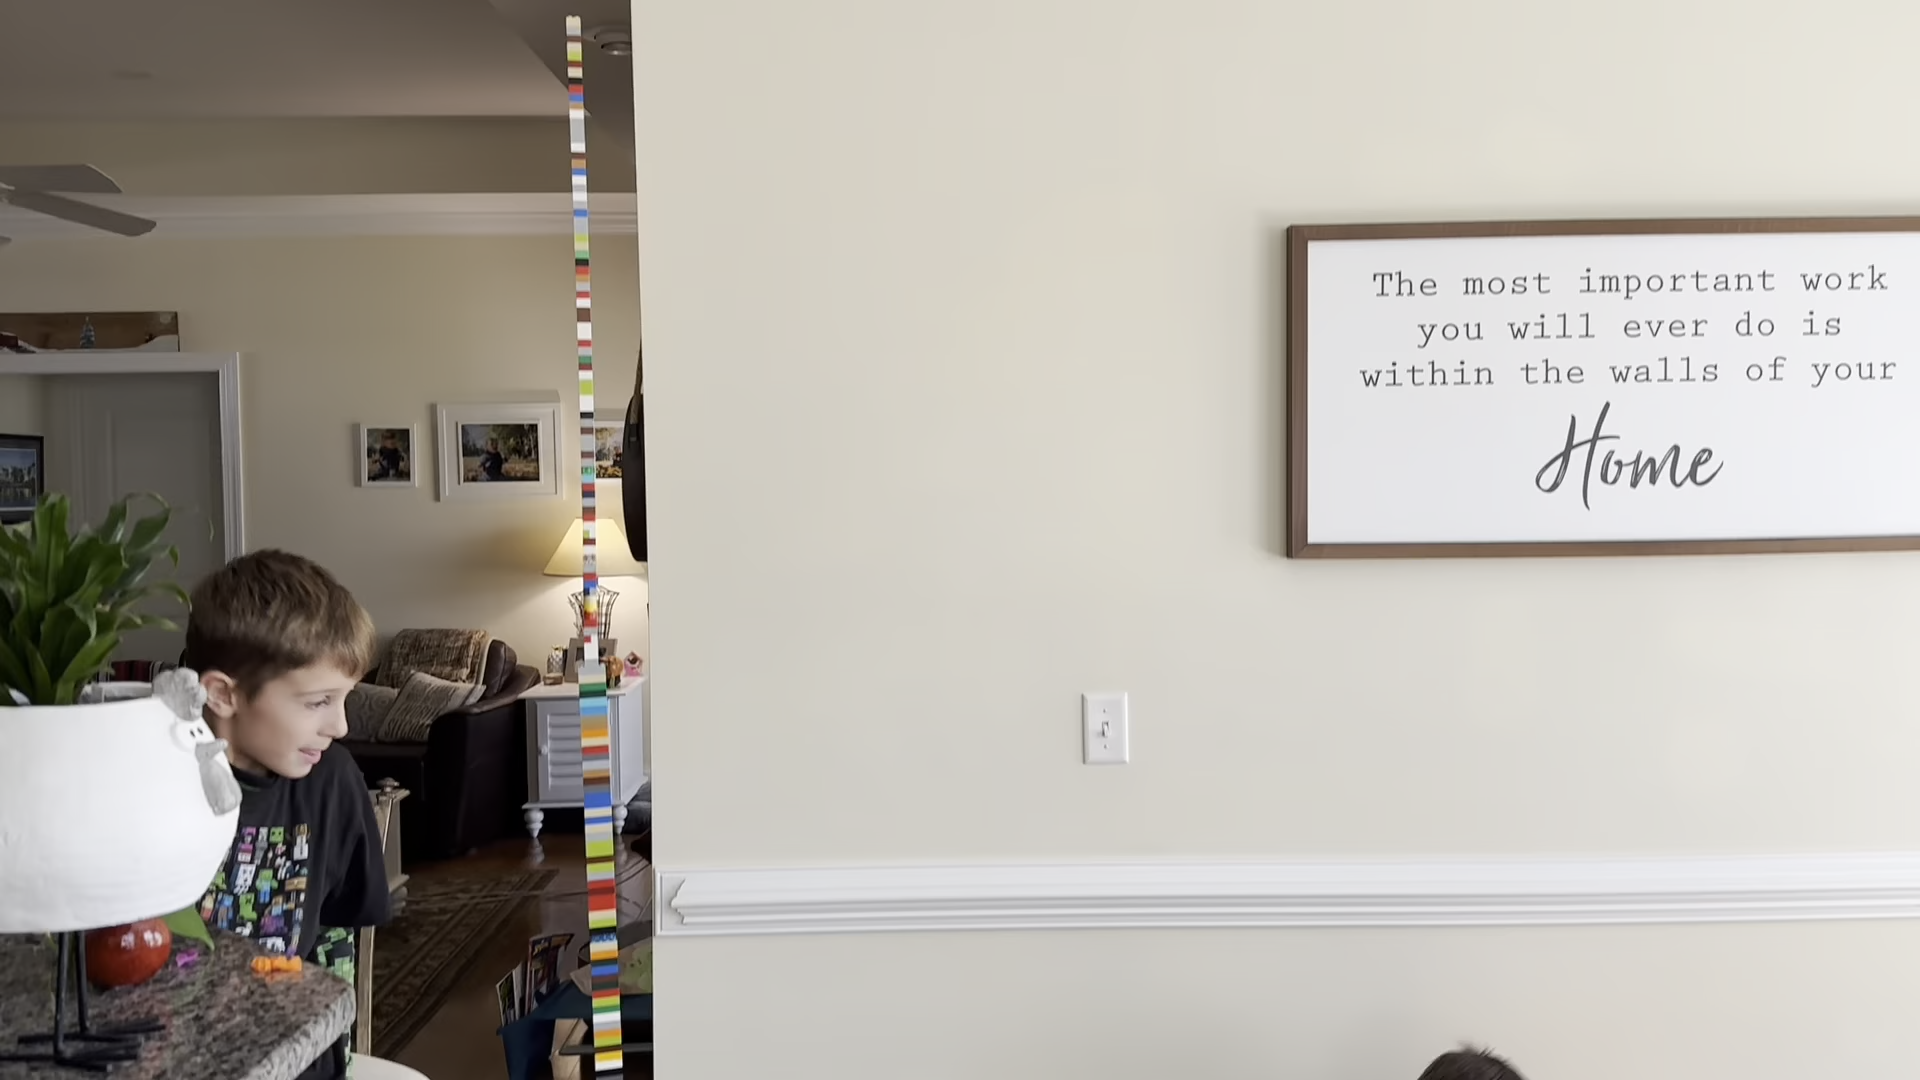 The most important work
you will ever do is
within the walls of your
Home